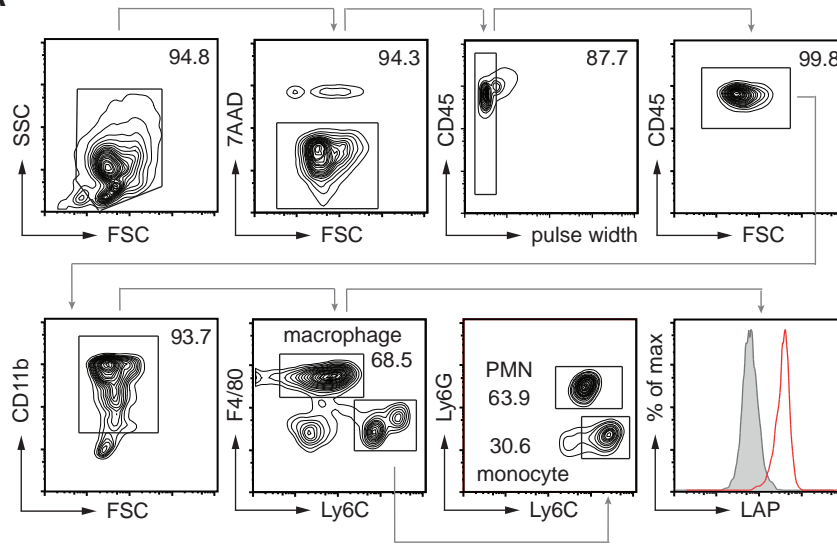 94.8
SSC
FSC
94.3
7AAD
FSC
87.7
CD45
pulse width
99.8
CD45
FSC
93.7
CD11b
FSC
macrophage
68.5
F4/80
Ly6C
PMN
63.9
30.6
monocyte
Ly6G
Ly6C
% of max
LAP